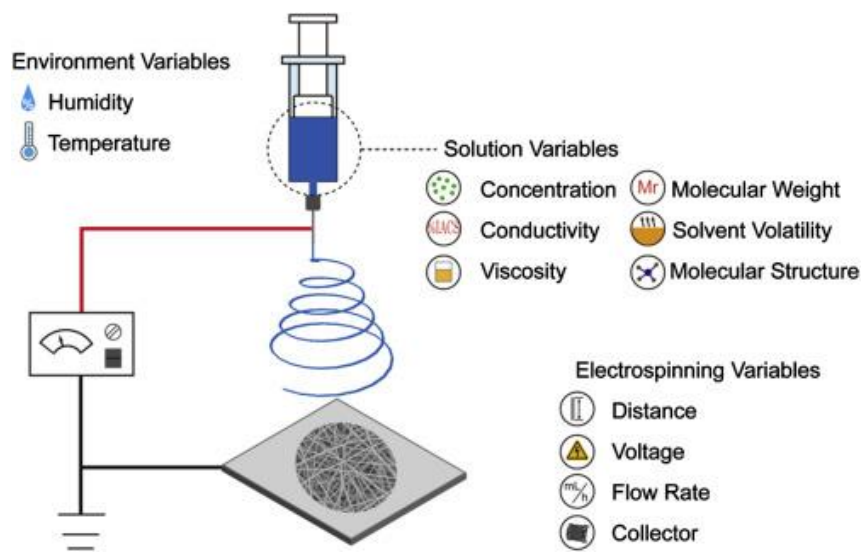 Environment Variables
%
Humidity
Temperature
Solution Variables
Concentration
Mr
Molecular Weight
%IACS
Conductivity
Solvent Volatility
Viscosity
Molecular Structure
Electrospinning Variables
Distance
Voltage
mL/h
Flow Rate
Collector